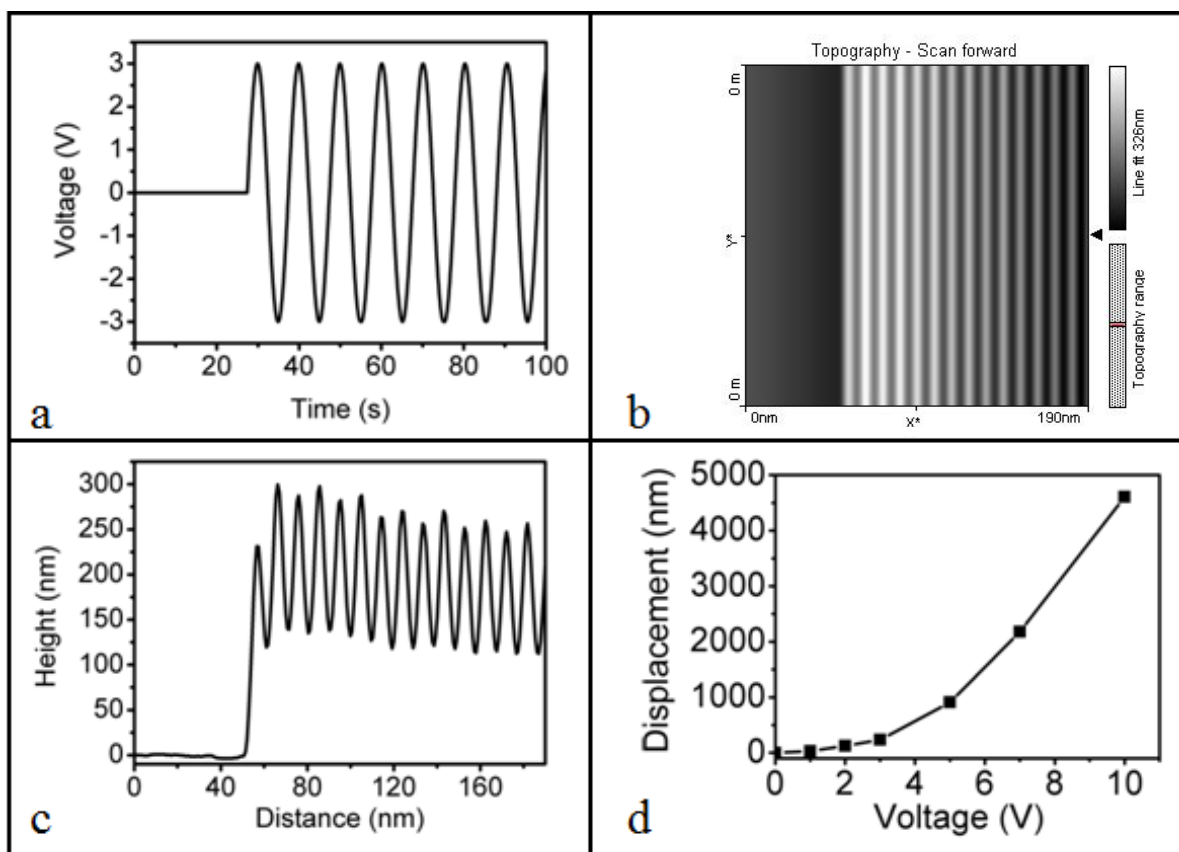 3
2
1
0
-1
-2
-3
Voltage (V)
0 20 40 60 80 100
Time (s)
a
Topography - Scan forward
0 m
Y*
0 m
0nm X* 190nm
Line fit 326nm
Topography range
b
300
250
200
150
100
50
0
Height (nm)
0 40 80 120 160
Distance (nm)
c
5000
4000
3000
2000
1000
0
Displacement (nm)
0 2 4 6 8 10
Voltage (V)
d